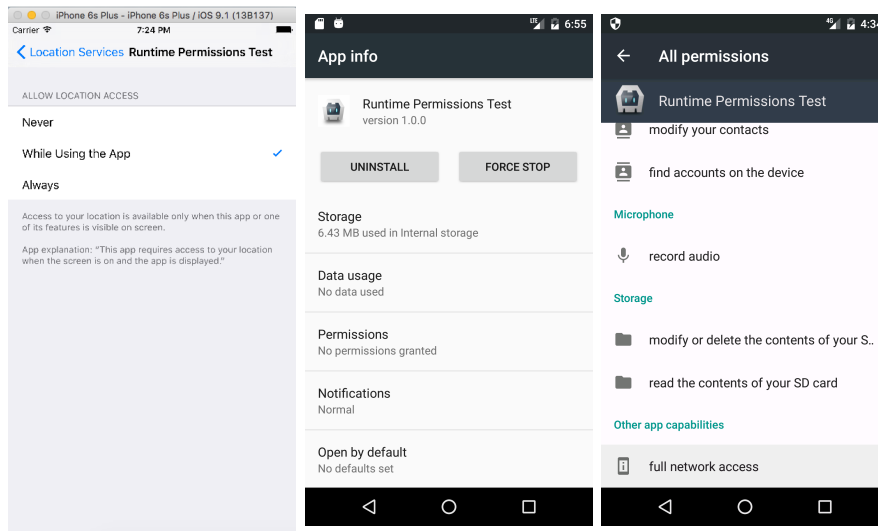 iPhone 6s Plus - iPhone 6s Plus / iOS 9.1 (13B137)
Carrier 7:24 PM
Location Services Runtime Permissions Test
ALLOW LOCATION ACCESS
Never
While Using the App
Always
Access to your location is available only when this app or one
of its features is visible on screen.
App explanation: “This app requires access to your location
when the screen is on and the app is displayed.”
LTE 6:55
App info
Runtime Permissions Test
version 1.0.0
UNINSTALL FORCE STOP
Storage
6.43 MB used in Internal storage
Data usage
No data used
Permissions
No permissions granted
Notifications
Normal
Open by default
No defaults set
4G 4:34
All permissions
Runtime Permissions Test
modify your contacts
find accounts on the device
Microphone
record audio
Storage
modify or delete the contents of your S..
read the contents of your SD card
Other app capabilities
full network access